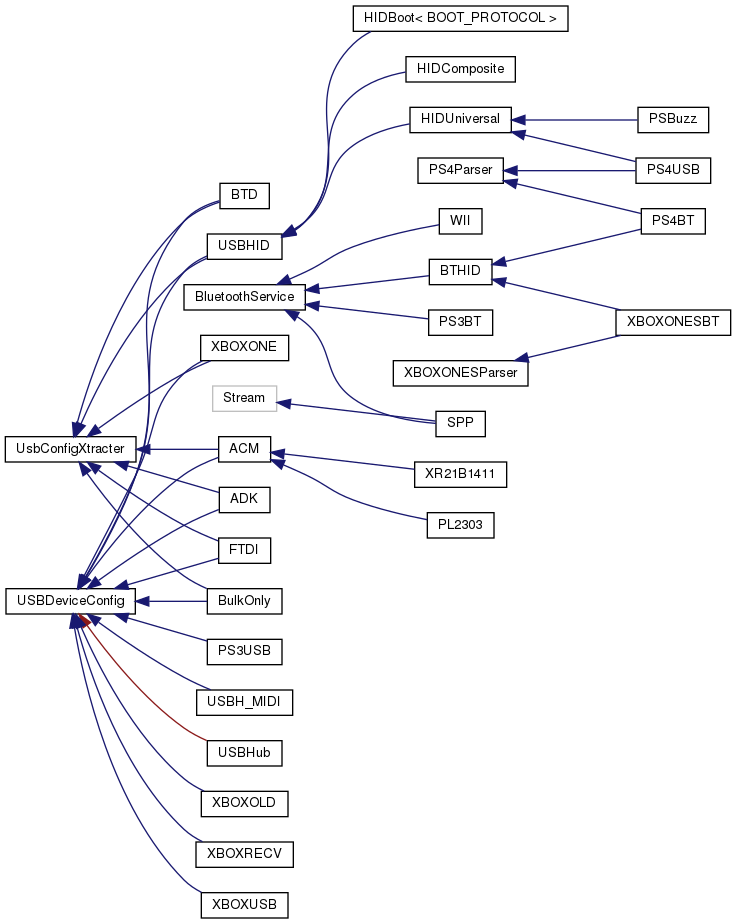 HIDBoot< BOOT_PROTOCOL >
HIDComposite
HIDUniversal
PSBuzz
PS4Parser
PS4USB
BTD
WII
PS4BT
USBHID
BTHID
BluetoothService
PS3BT
XBOXONESBT
XBOXONE
XBOXONESParser
Stream
SPP
UsbConfigXtracter
ACM
XR21B1411
ADK
PL2303
FTDI
USBDeviceConfig
BulkOnly
PS3USB
USBH_MIDI
USBHub
XBOXOLD
XBOXRECV
XBOXUSB